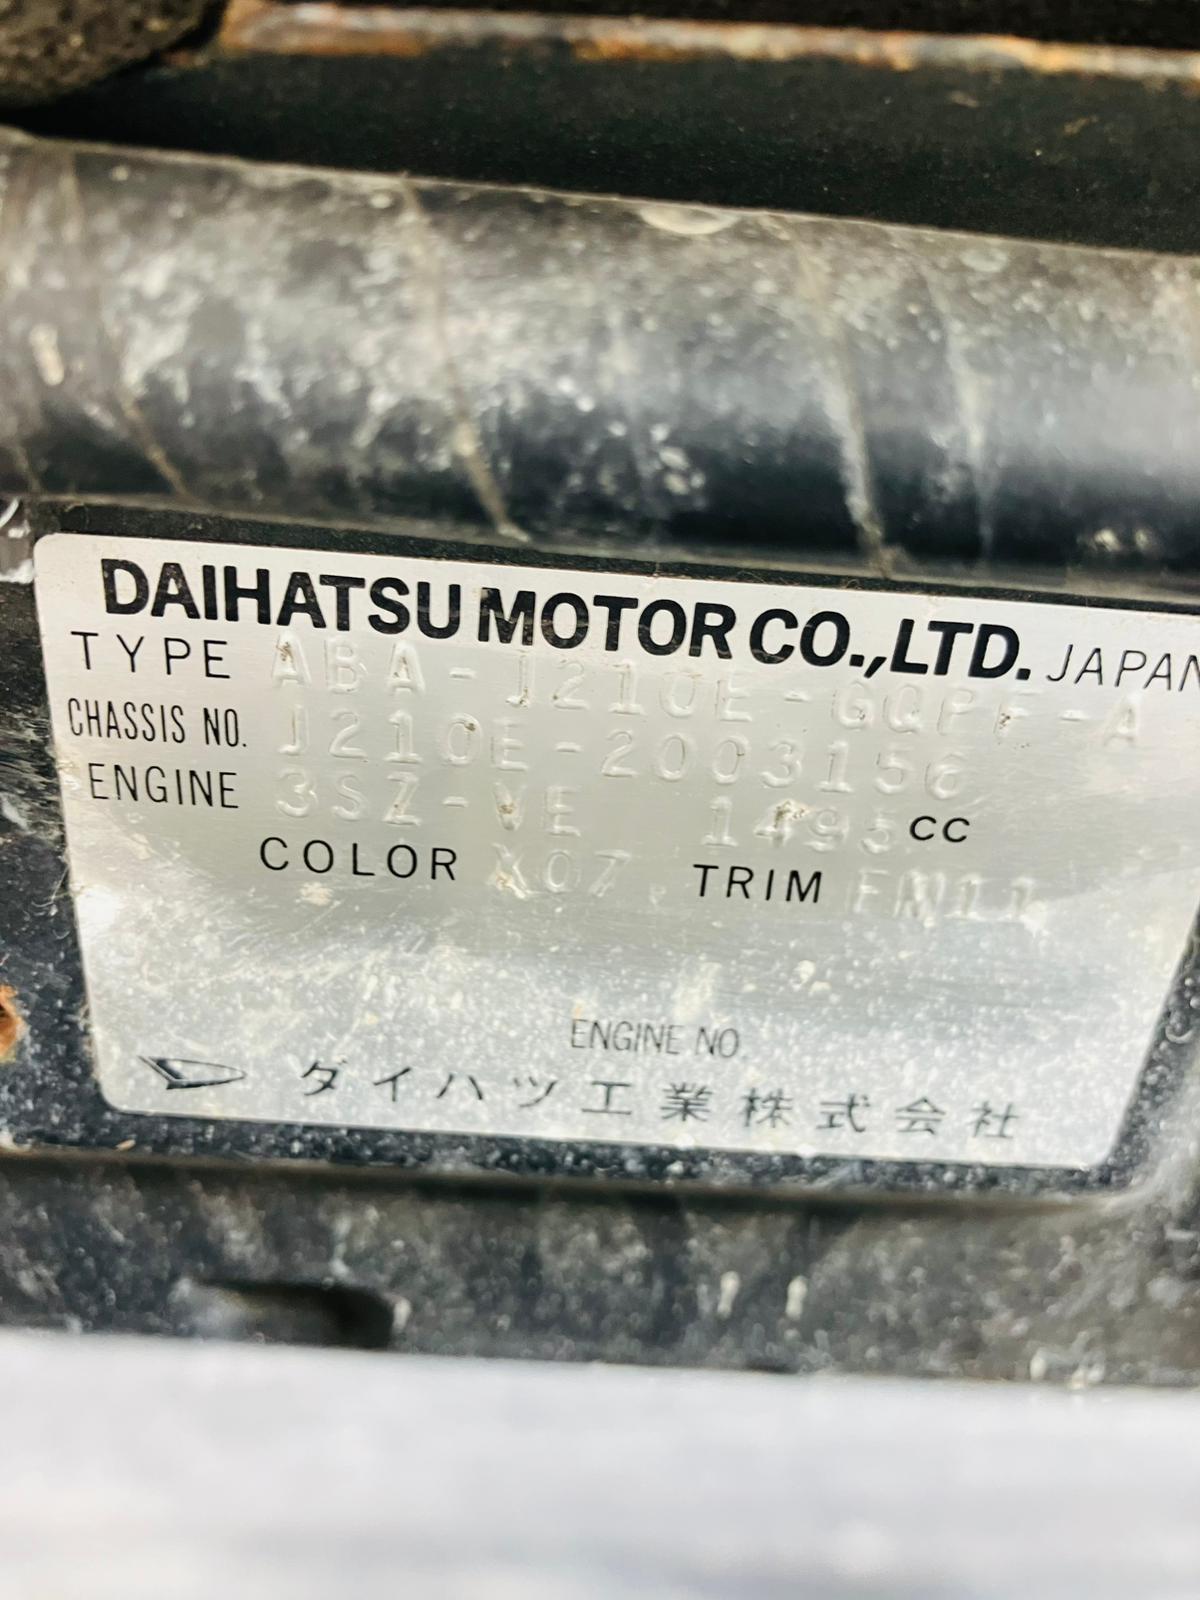 DAIHATSU MOTOR CO.,LTD. JAPAN
TYPE ABA-J210E-GQPF-A
CHASSIS NO. J210E-2003156
ENGINE 3SZ-VE 1495 CC
COLOR X07 TRIM FM11
ENGINE NO.
ダイハツ工業株式会社